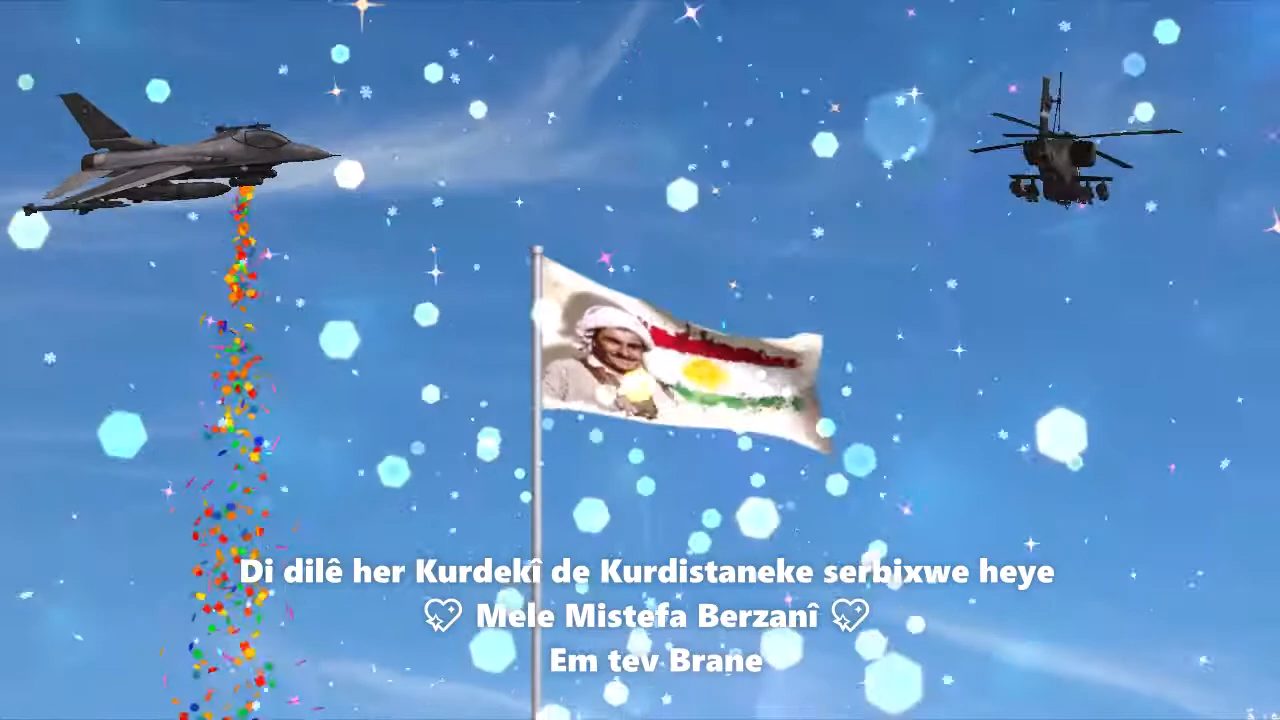 Di dilê her Kurdekî de Kurdistaneke serbixwe heye
Mele Mistefa Berzanî
Em tev Brane